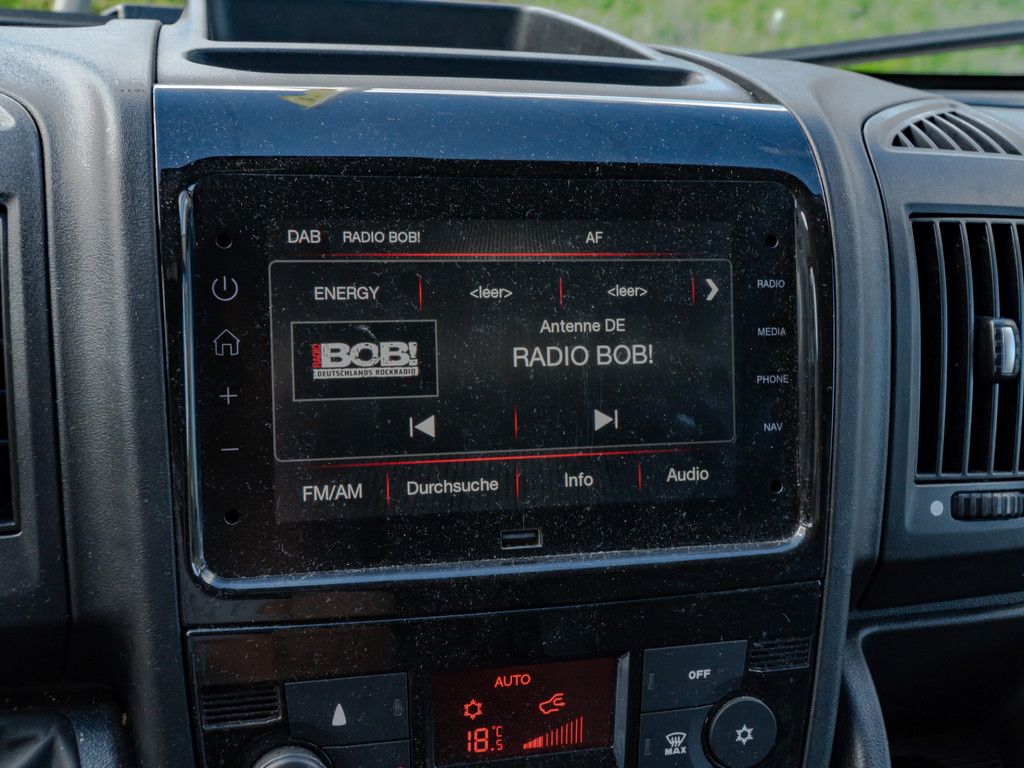 DAB RADIO BOB! AF
ENERGY <leer> <leer>
RADIO
Antenne DE
RADIO BOB!
RADIO BOB!
DEUTSCHLANDS ROCKRADIO
MEDIA
PHONE
NAV
FM/AM Durchsuche Info Audio
AUTO
OFF
18.5 °C
MAX